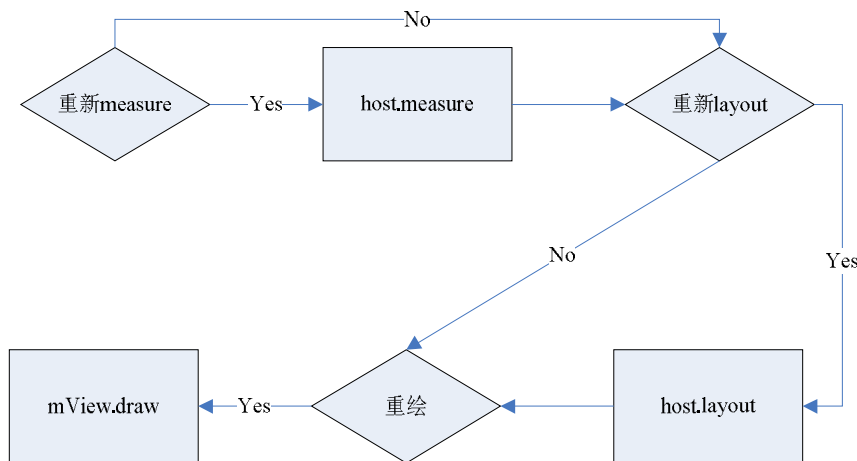 No
重新measure
Yes
host.measure
重新layout
No
Yes
mView.draw
Yes
重绘
host.layout